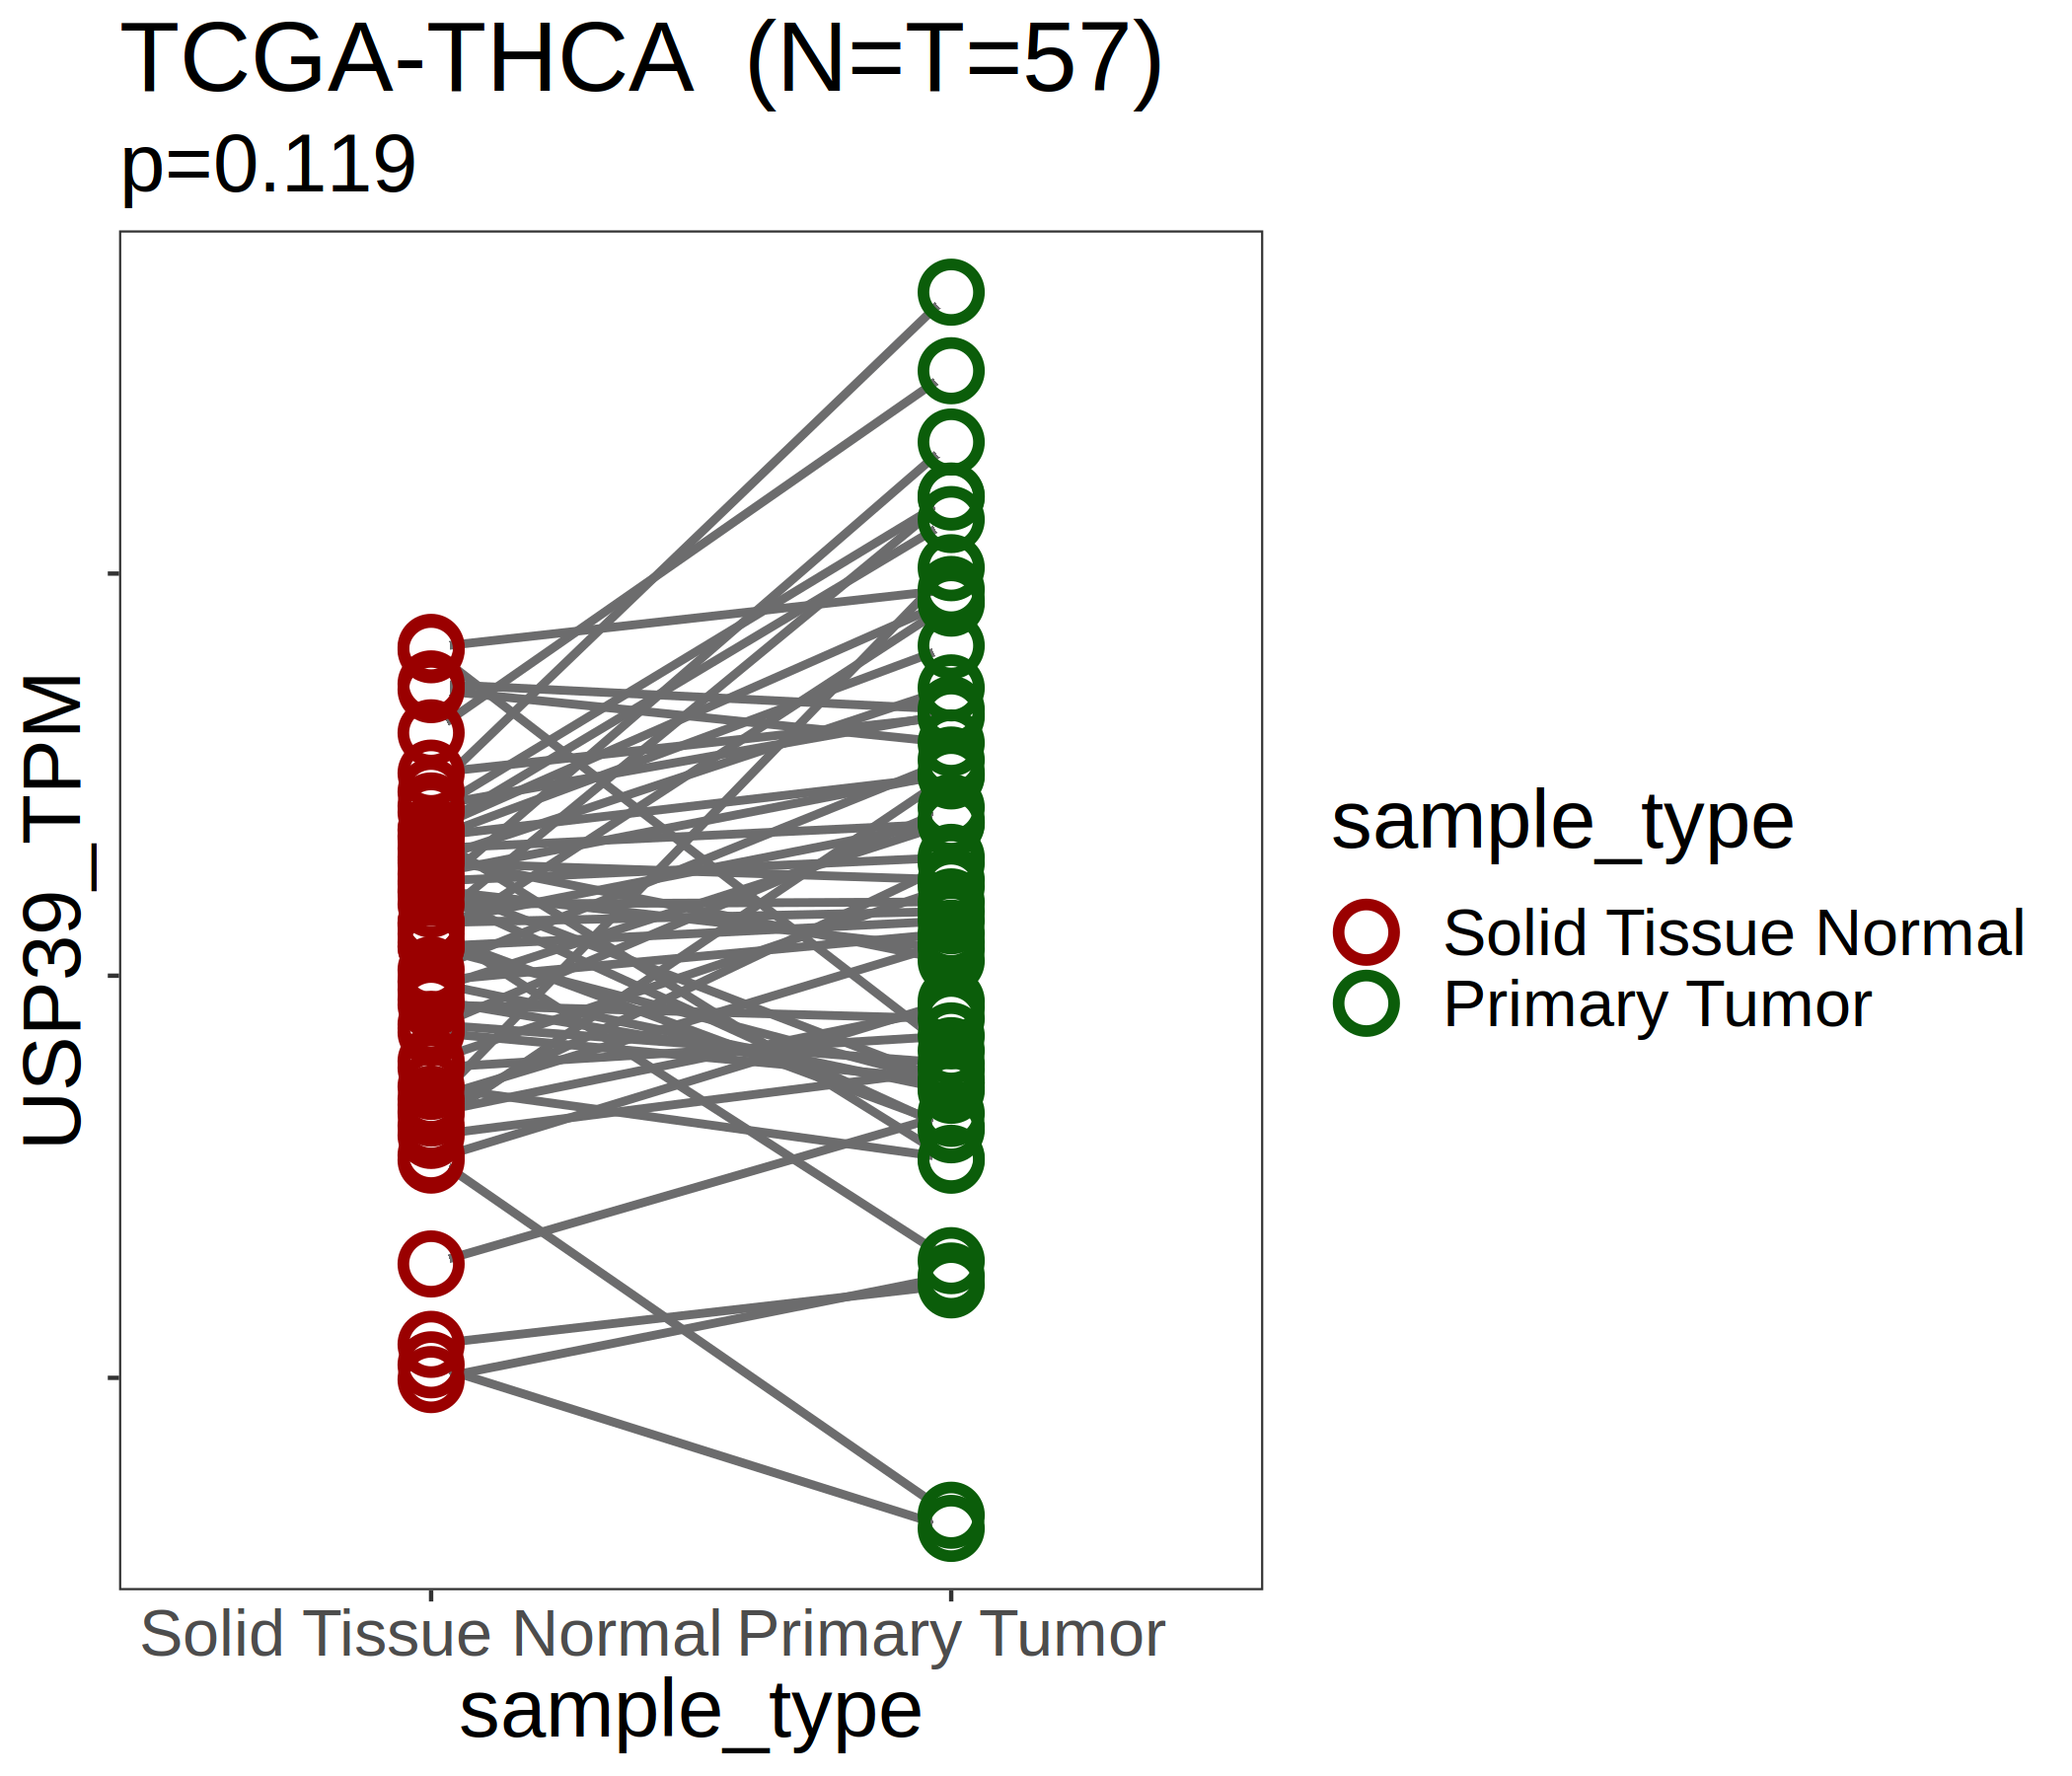 TCGA-THCA (N=T=57)
p=0.119
USP39_TPM
Solid Tissue Normal
Primary Tumor
sample_type
sample_type
Solid Tissue Normal
Primary Tumor